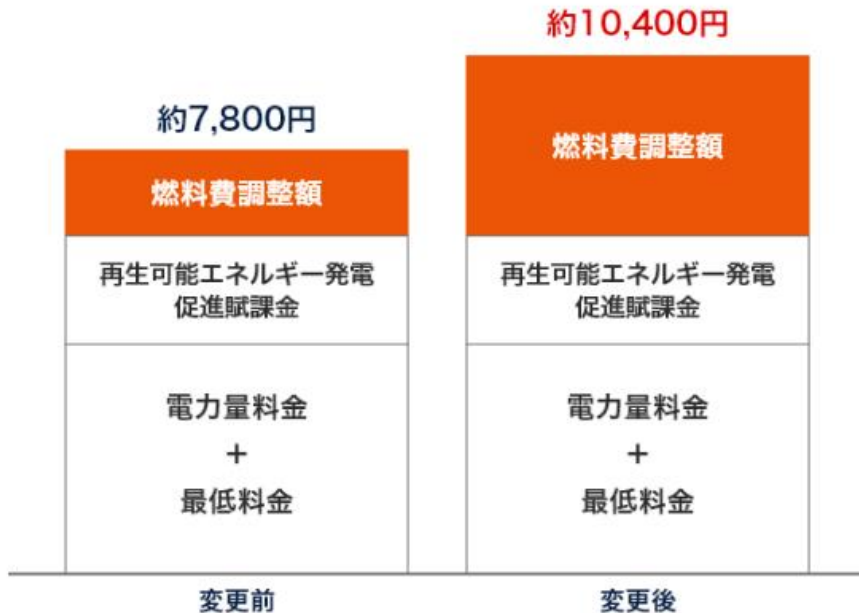 約7,800円
燃料費調整額
再生可能エネルギー発電
促進賦課金
電力量料金
+
最低料金
変更前
約10,400円
燃料費調整額
再生可能エネルギー発電
促進賦課金
電力量料金
+
最低料金
変更後